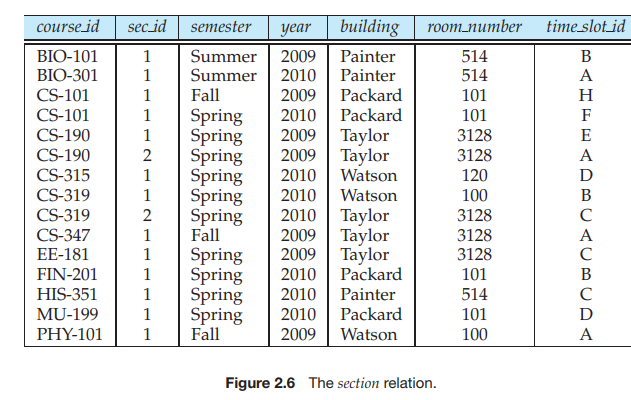 course_id sec_id semester year building room_number time_slot_id
BIO-101 1 Summer 2009 Painter 514 B
BIO-301 1 Summer 2010 Painter 514 A
CS-101 1 Fall 2009 Packard 101 H
CS-101 1 Spring 2010 Packard 101 F
CS-190 1 Spring 2009 Taylor 3128 E
CS-190 2 Spring 2009 Taylor 3128 A
CS-315 1 Spring 2010 Watson 120 D
CS-319 1 Spring 2010 Watson 100 B
CS-319 2 Spring 2010 Taylor 3128 C
CS-347 1 Fall 2009 Taylor 3128 A
EE-181 1 Spring 2009 Taylor 3128 C
FIN-201 1 Spring 2010 Packard 101 B
HIS-351 1 Spring 2010 Painter 514 C
MU-199 1 Spring 2010 Packard 101 D
PHY-101 1 Fall 2009 Watson 100 A
Figure 2.6 The section relation.